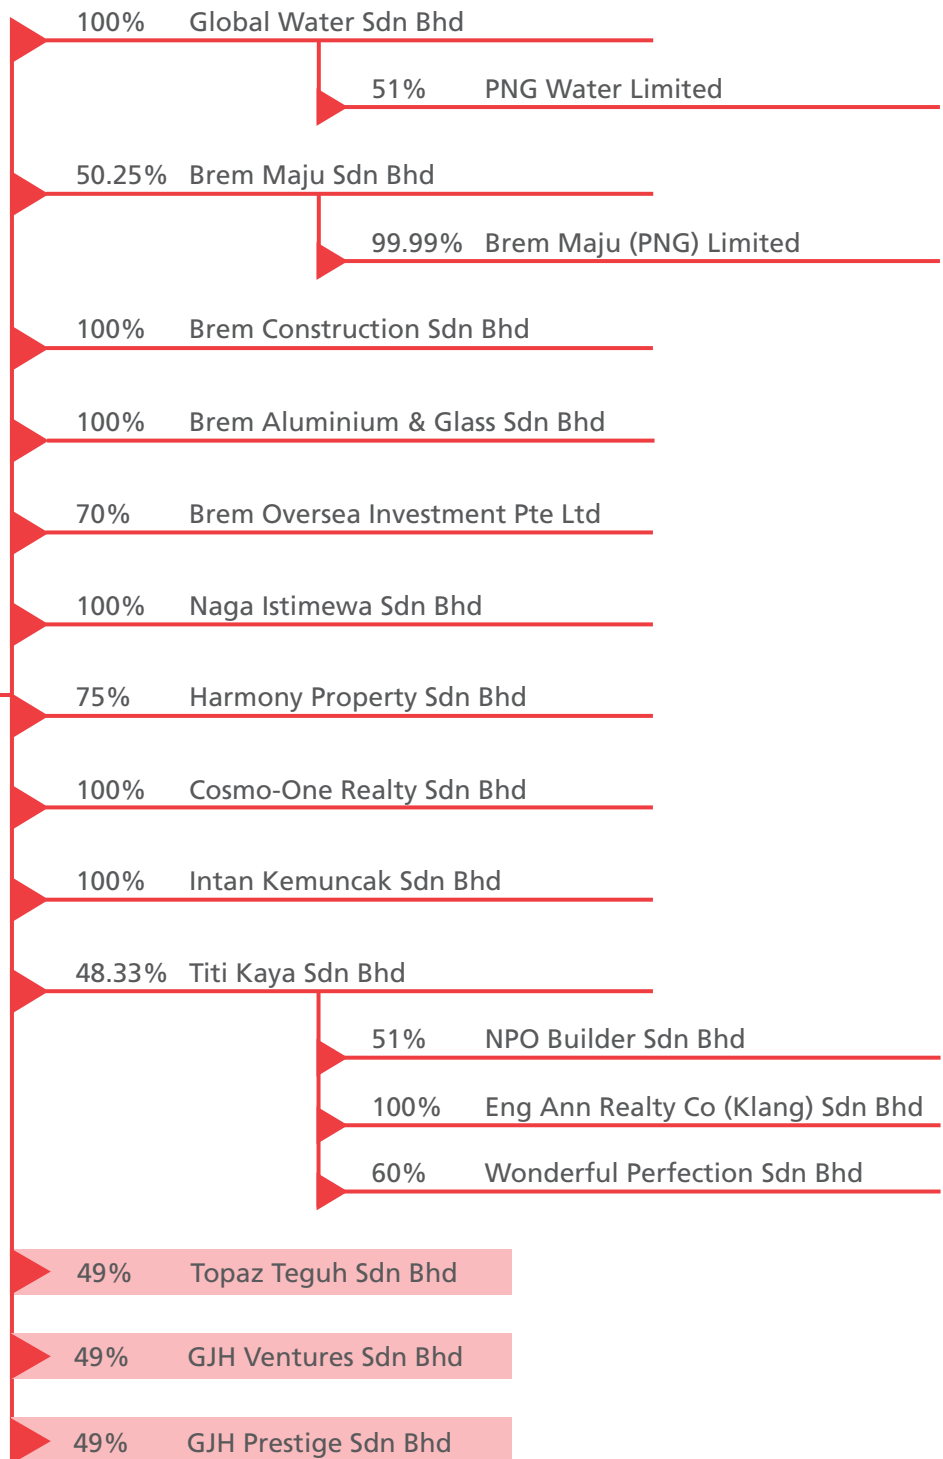 100% Global Water Sdn Bhd
51% PNG Water Limited
50.25% Brem Maju Sdn Bhd
99.99% Brem Maju (PNG) Limited
100% Brem Construction Sdn Bhd
100% Brem Aluminium & Glass Sdn Bhd
70% Brem Oversea Investment Pte Ltd
100% Naga Istimewa Sdn Bhd
75% Harmony Property Sdn Bhd
100% Cosmo-One Realty Sdn Bhd
100% Intan Kemuncak Sdn Bhd
48.33% Titi Kaya Sdn Bhd
51% NPO Builder Sdn Bhd
100% Eng Ann Realty Co (Klang) Sdn Bhd
60% Wonderful Perfection Sdn Bhd
49% Topaz Teguh Sdn Bhd
49% GJH Ventures Sdn Bhd
49% GJH Prestige Sdn Bhd